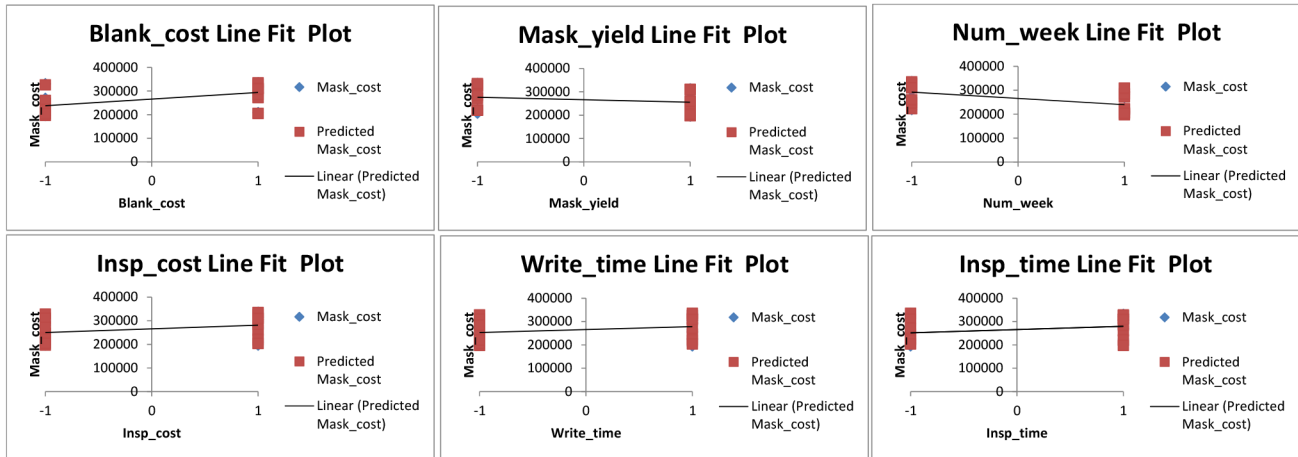 Blank_cost Line Fit  Plot
Mask_cost
400000
300000
200000
100000
0
-1
0
1
Blank_cost
Mask_cost
Predicted
Mask_cost
Linear (Predicted
Mask_cost)
Mask_yield Line Fit  Plot
Mask_cost
400000
300000
200000
100000
0
-1
0
1
Mask_yield
Mask_cost
Predicted
Mask_cost
Linear (Predicted
Mask_cost)
Num_week Line Fit  Plot
Mask_cost
400000
300000
200000
100000
0
-1
0
1
Num_week
Mask_cost
Predicted
Mask_cost
Linear (Predicted
Mask_cost)
Insp_cost Line Fit  Plot
Mask_cost
400000
300000
200000
100000
0
-1
0
1
Insp_cost
Mask_cost
Predicted
Mask_cost
Linear (Predicted
Mask_cost)
Write_time Line Fit  Plot
Mask_cost
400000
300000
200000
100000
0
-1
0
1
Write_time
Mask_cost
Predicted
Mask_cost
Linear (Predicted
Mask_cost)
Insp_time Line Fit  Plot
Mask_cost
400000
300000
200000
100000
0
-1
0
1
Insp_time
Mask_cost
Predicted
Mask_cost
Linear (Predicted
Mask_cost)